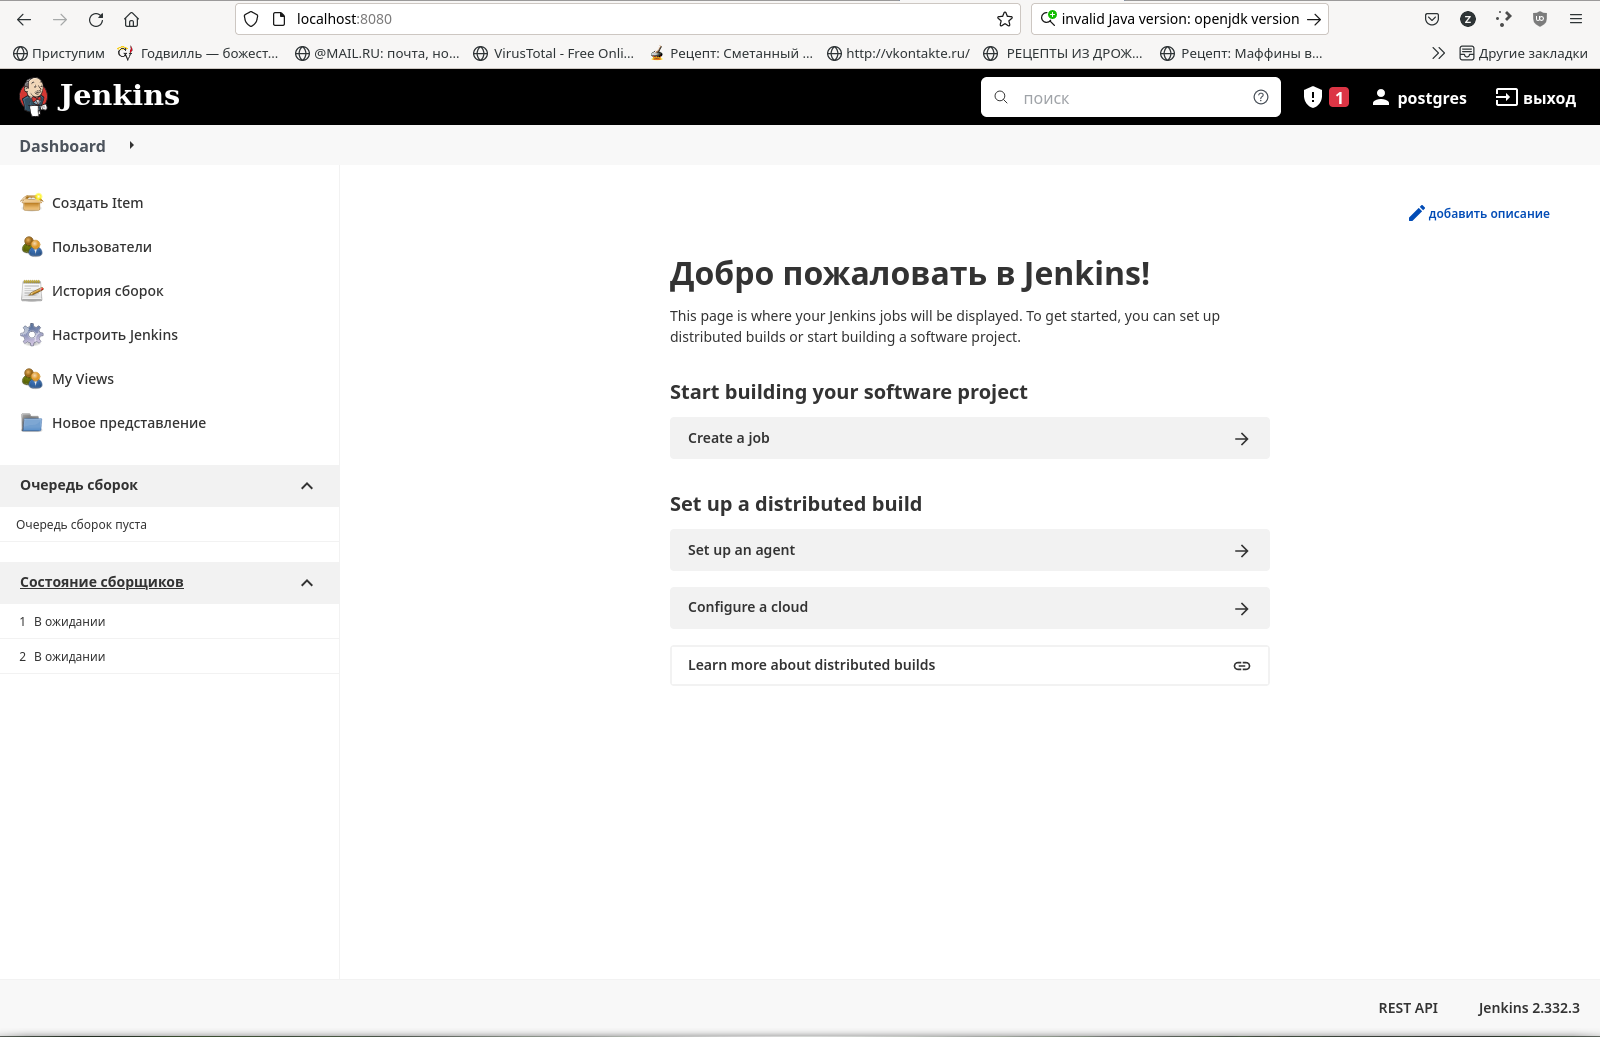 localhost:8080
invalid Java version: openjdk version
Z
Приступим
Годвилль — божест...
@MAIL.RU: почта, но...
VirusTotal - Free Onli...
Рецепт: Сметанный ...
http://vkontakte.ru/
РЕЦЕПТЫ ИЗ ДРОЖ...
Рецепт: Маффины в...
Другие закладки
Jenkins
поиск
1
postgres
выход
Dashboard
Создать Item
Пользователи
История сборок
Настроить Jenkins
My Views
Новое представление
Очередь сборок
Очередь сборок пуста
Состояние сборщиков
1 В ожидании
2 В ожидании
добавить описание
Добро пожаловать в Jenkins!
This page is where your Jenkins jobs will be displayed. To get started, you can set up
distributed builds or start building a software project.
Start building your software project
Create a job
Set up a distributed build
Set up an agent
Configure a cloud
Learn more about distributed builds
REST API
Jenkins 2.332.3